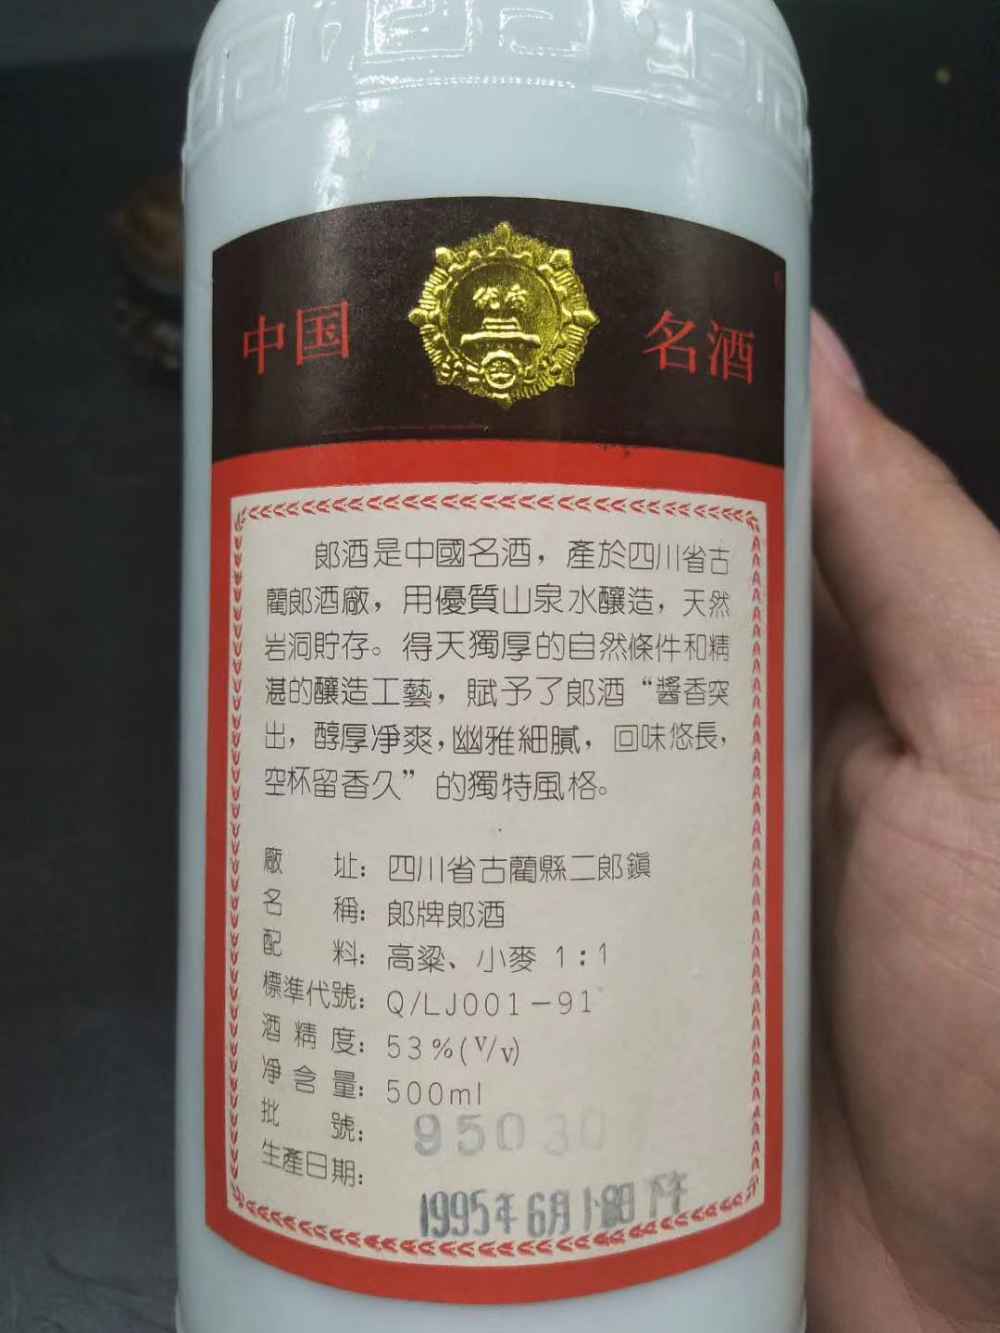 中国 名酒
郎酒是中國名酒，產於四川省古
藺郎酒廠，用優質山泉水釀造，天然
岩洞貯存。得天獨厚的自然條件和精
湛的釀造工藝，賦予了郎酒“醬香突
出，醇厚净爽，幽雅細膩，回味悠長，
空杯留香久”的獨特風格。
廠 址：四川省古藺縣二郎鎮
名 稱：郎牌郎酒
配 料：高粱、小麥 1：1
標準代號：Q/LJ001－91
酒精度：53％(V/v)
净含量：500ml
批 號：950307
生產日期：
1995年6月18日下午